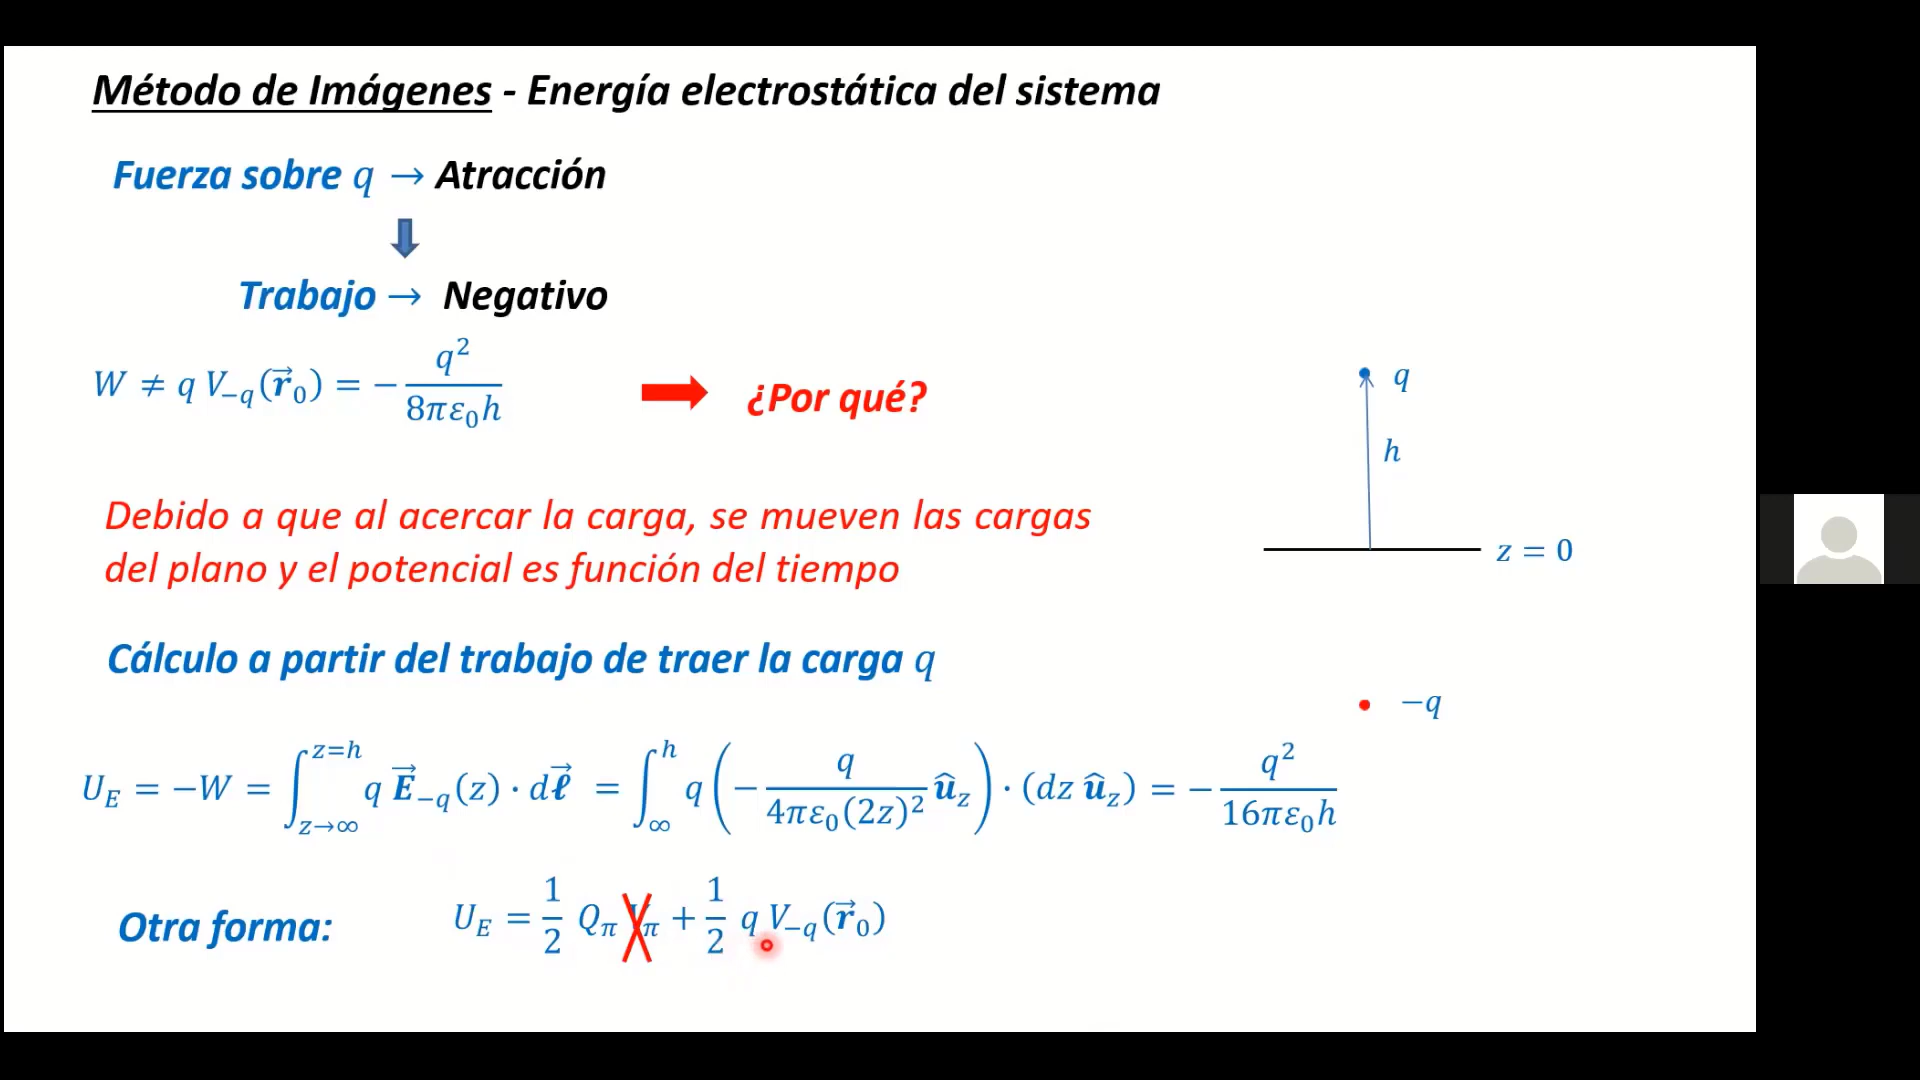 Método de Imágenes - Energía electrostática del sistema
Fuerza sobre q → Atracción
Trabajo → Negativo
W ≠ q V₋q(r⃗₀) = − q² / 8πε₀h
¿Por qué?
q
h
z = 0
Debido a que al acercar la carga, se mueven las cargas
del plano y el potencial es función del tiempo
Cálculo a partir del trabajo de traer la carga q
−q
U_E = −W = ∫_{z→∞}^{z=h} q E⃗₋q(z) · dℓ⃗ = ∫_∞^h q (− q / 4πε₀(2z)² û_z) · (dz û_z) = − q² / 16πε₀h
Otra forma: U_E = 1/2 Q_π V_π + 1/2 q V₋q(r⃗₀)